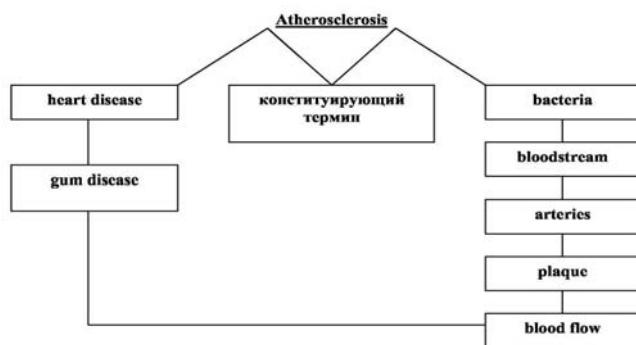 Atherosclerosis
heart disease
конституирующий
термин
bacteria
gum disease
bloodstream
arteries
plaque
blood flow